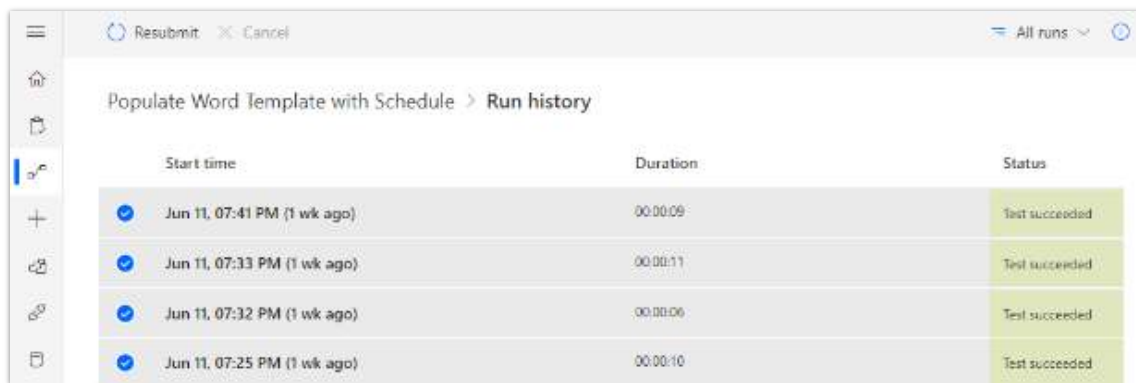 Resubmit Cancel All runs
Populate Word Template with Schedule > Run history
Start time Duration Status
Jun 11, 07:41 PM (1 wk ago) 00:00:09 Test succeeded
Jun 11, 07:33 PM (1 wk ago) 00:00:11 Test succeeded
Jun 11, 07:32 PM (1 wk ago) 00:00:06 Test succeeded
Jun 11, 07:25 PM (1 wk ago) 00:00:10 Test succeeded